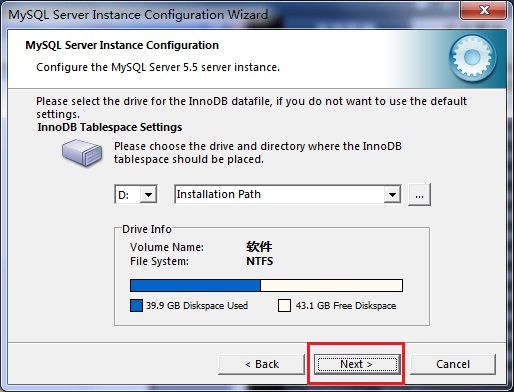 MySQL Server Instance Configuration Wizard
MySQL Server Instance Configuration
Configure the MySQL Server 5.5 server instance.
Please select the drive for the InnoDB datafile, if you do not want to use the default
settings.
InnoDB Tablespace Settings
Please choose the drive and directory where the InnoDB
tablespace should be placed.
D: Installation Path ...
Drive Info
Volume Name: 软件
File System: NTFS
39.9 GB Diskspace Used 43.1 GB Free Diskspace
< Back Next > Cancel